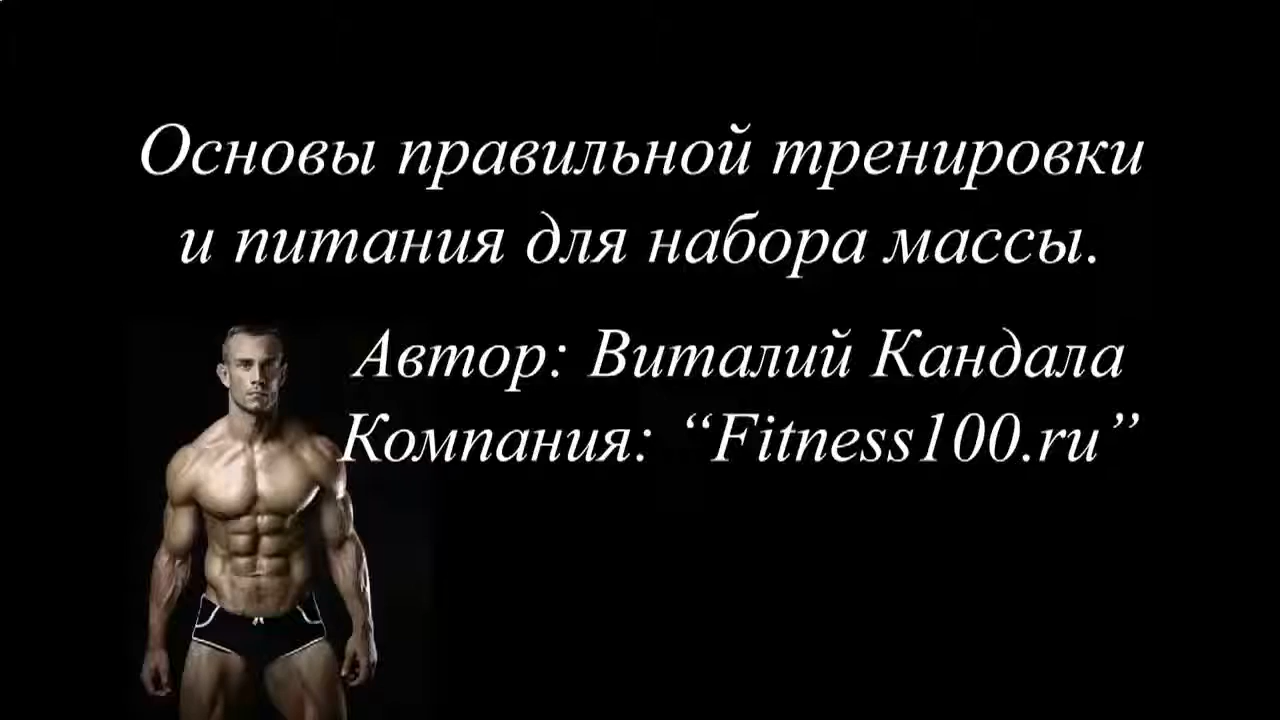 Основы правильной тренировки
и питания для набора массы.
Автор: Виталий Кандала
Компания: “Fitness100.ru”